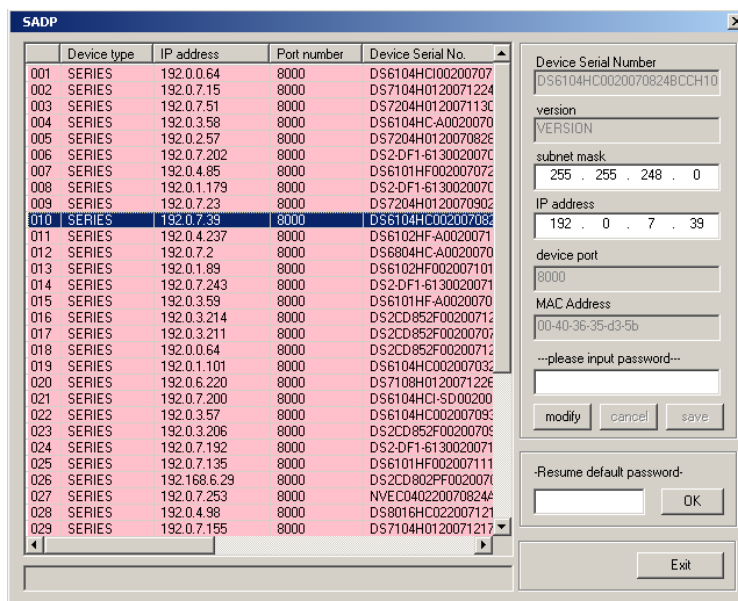 SADP
Device type IP address Port number Device Serial No.
001 SERIES 192.0.0.64 8000 DS6104HCI00200707
002 SERIES 192.0.7.15 8000 DS7104H0120071224
003 SERIES 192.0.7.51 8000 DS7204H012007113C
004 SERIES 192.0.3.58 8000 DS6104HC-A0020070
005 SERIES 192.0.2.57 8000 DS7204H0120070828
006 SERIES 192.0.7.202 8000 DS2-DF1-613002007C
007 SERIES 192.0.4.85 8000 DS6101HF002007072
008 SERIES 192.0.1.179 8000 DS2-DF1-613002007C
009 SERIES 192.0.7.23 8000 DS7204H0120070902
010 SERIES 192.0.7.39 8000 DS6104HC002007082
011 SERIES 192.0.4.237 8000 DS6102HF-A0020071
012 SERIES 192.0.7.2 8000 DS6804HC-A0020070
013 SERIES 192.0.1.89 8000 DS6102HF002007101
014 SERIES 192.0.7.243 8000 DS2-DF1-6130020071
015 SERIES 192.0.3.59 8000 DS6101HF-A0020070
016 SERIES 192.0.3.214 8000 DS2CD852F00200712
017 SERIES 192.0.3.211 8000 DS2CD852F00200707
018 SERIES 192.0.0.64 8000 DS2CD852F00200712
019 SERIES 192.0.1.101 8000 DS6104HC002007032
020 SERIES 192.0.6.220 8000 DS7108H0120071226
021 SERIES 192.0.7.200 8000 DS6104HCI-SD00200
022 SERIES 192.0.3.57 8000 DS6104HC002007093
023 SERIES 192.0.3.206 8000 DS2CD852F00200709
024 SERIES 192.0.7.192 8000 DS2-DF1-6130020071
025 SERIES 192.0.7.135 8000 DS6101HF002007111
026 SERIES 192.168.6.29 8000 DS2CD802PF0020070
027 SERIES 192.0.7.253 8000 NVEC040220070824A
028 SERIES 192.0.4.98 8000 DS8016HC022007121
029 SERIES 192.0.7.155 8000 DS7104H0120071217
Device Serial Number
DS6104HC0020070824BCCH10
version
VERSION
subnet mask
255 . 255 . 248 . 0
IP address
192 . 0 . 7 . 39
device port
8000
MAC Address
00-40-36-35-d3-5b
---please input password---
modify cancel save
-Resume default password-
OK
Exit